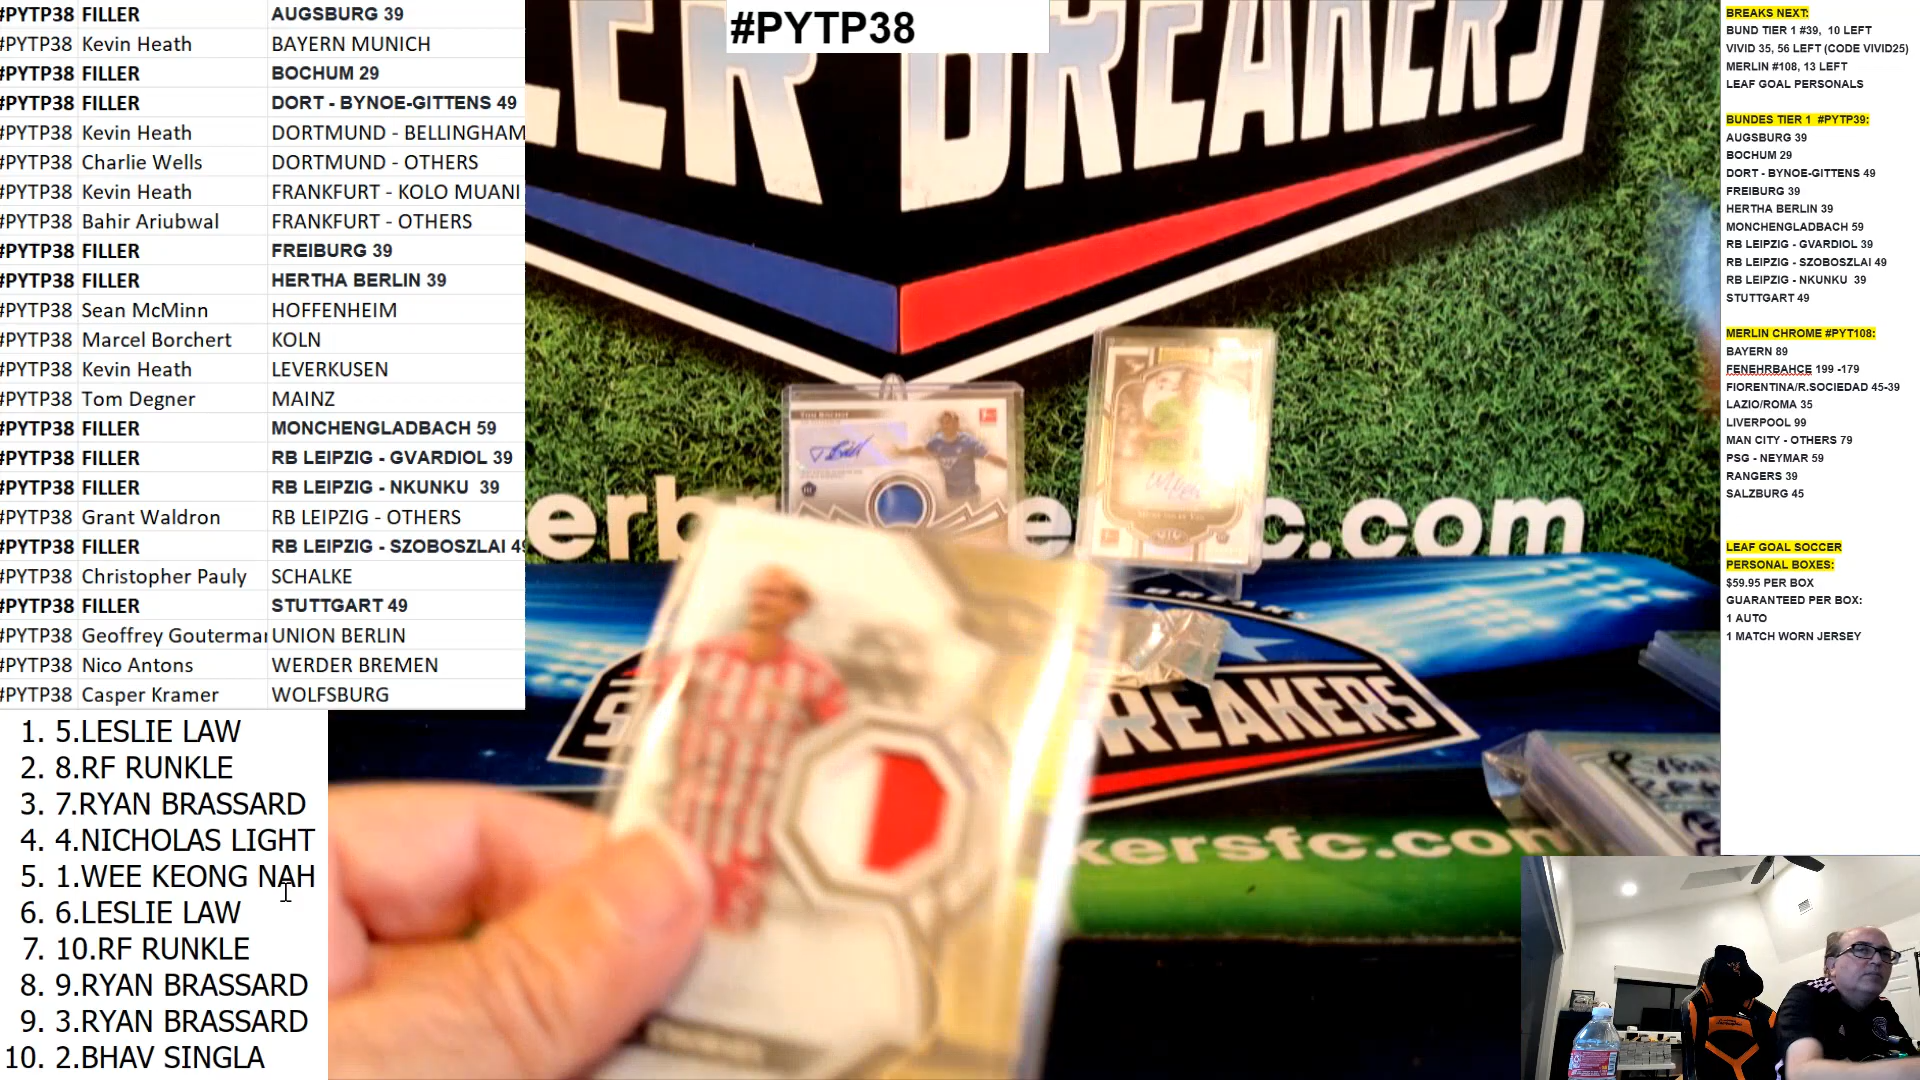 #PYTP38 FILLER AUGSBURG 39
#PYTP38 Kevin Heath BAYERN MUNICH
#PYTP38 FILLER BOCHUM 29
#PYTP38 FILLER DORT - BYNOE-GITTENS 49
#PYTP38 Kevin Heath DORTMUND - BELLINGHAM
#PYTP38 Charlie Wells DORTMUND - OTHERS
#PYTP38 Kevin Heath FRANKFURT - KOLO MUANI
#PYTP38 Bahir Ariubwal FRANKFURT - OTHERS
#PYTP38 FILLER FREIBURG 39
#PYTP38 FILLER HERTHA BERLIN 39
#PYTP38 Sean McMinn HOFFENHEIM
#PYTP38 Marcel Borchert KOLN
#PYTP38 Kevin Heath LEVERKUSEN
#PYTP38 Tom Degner MAINZ
#PYTP38 FILLER MONCHENGLADBACH 59
#PYTP38 FILLER RB LEIPZIG - GVARDIOL 39
#PYTP38 FILLER RB LEIPZIG - NKUNKU 39
#PYTP38 Grant Waldron RB LEIPZIG - OTHERS
#PYTP38 FILLER RB LEIPZIG - SZOBOSZLAI 49
#PYTP38 Christopher Pauly SCHALKE
#PYTP38 FILLER STUTTGART 49
#PYTP38 Geoffrey Gouterman UNION BERLIN
#PYTP38 Nico Antons WERDER BREMEN
#PYTP38 Casper Kramer WOLFSBURG
1. 5.LESLIE LAW
2. 8.RF RUNKLE
3. 7.RYAN BRASSARD
4. 4.NICHOLAS LIGHT
5. 1.WEE KEONG NAH
6. 6.LESLIE LAW
7. 10.RF RUNKLE
8. 9.RYAN BRASSARD
9. 3.RYAN BRASSARD
10. 2.BHAV SINGLA
#PYTP38
ER BREAKERS
erb e c.com
S BREAKERS
kersfc.com
BREAKS NEXT:
BUND TIER 1 #39, 10 LEFT
VIVID 35, 56 LEFT (CODE VIVID25)
MERLIN #108, 13 LEFT
LEAF GOAL PERSONALS
BUNDES TIER 1 #PYTP39:
AUGSBURG 39
BOCHUM 29
DORT - BYNOE-GITTENS 49
FREIBURG 39
HERTHA BERLIN 39
MONCHENGLADBACH 59
RB LEIPZIG - GVARDIOL 39
RB LEIPZIG - SZOBOSZLAI 49
RB LEIPZIG - NKUNKU 39
STUTTGART 49
MERLIN CHROME #PYT108:
BAYERN 89
FENEHRBAHCE 199 -179
FIORENTINA/R.SOCIEDAD 45-39
LAZIO/ROMA 35
LIVERPOOL 99
MAN CITY - OTHERS 79
PSG - NEYMAR 59
RANGERS 39
SALZBURG 45
LEAF GOAL SOCCER
PERSONAL BOXES:
$59.95 PER BOX
GUARANTEED PER BOX:
1 AUTO
1 MATCH WORN JERSEY